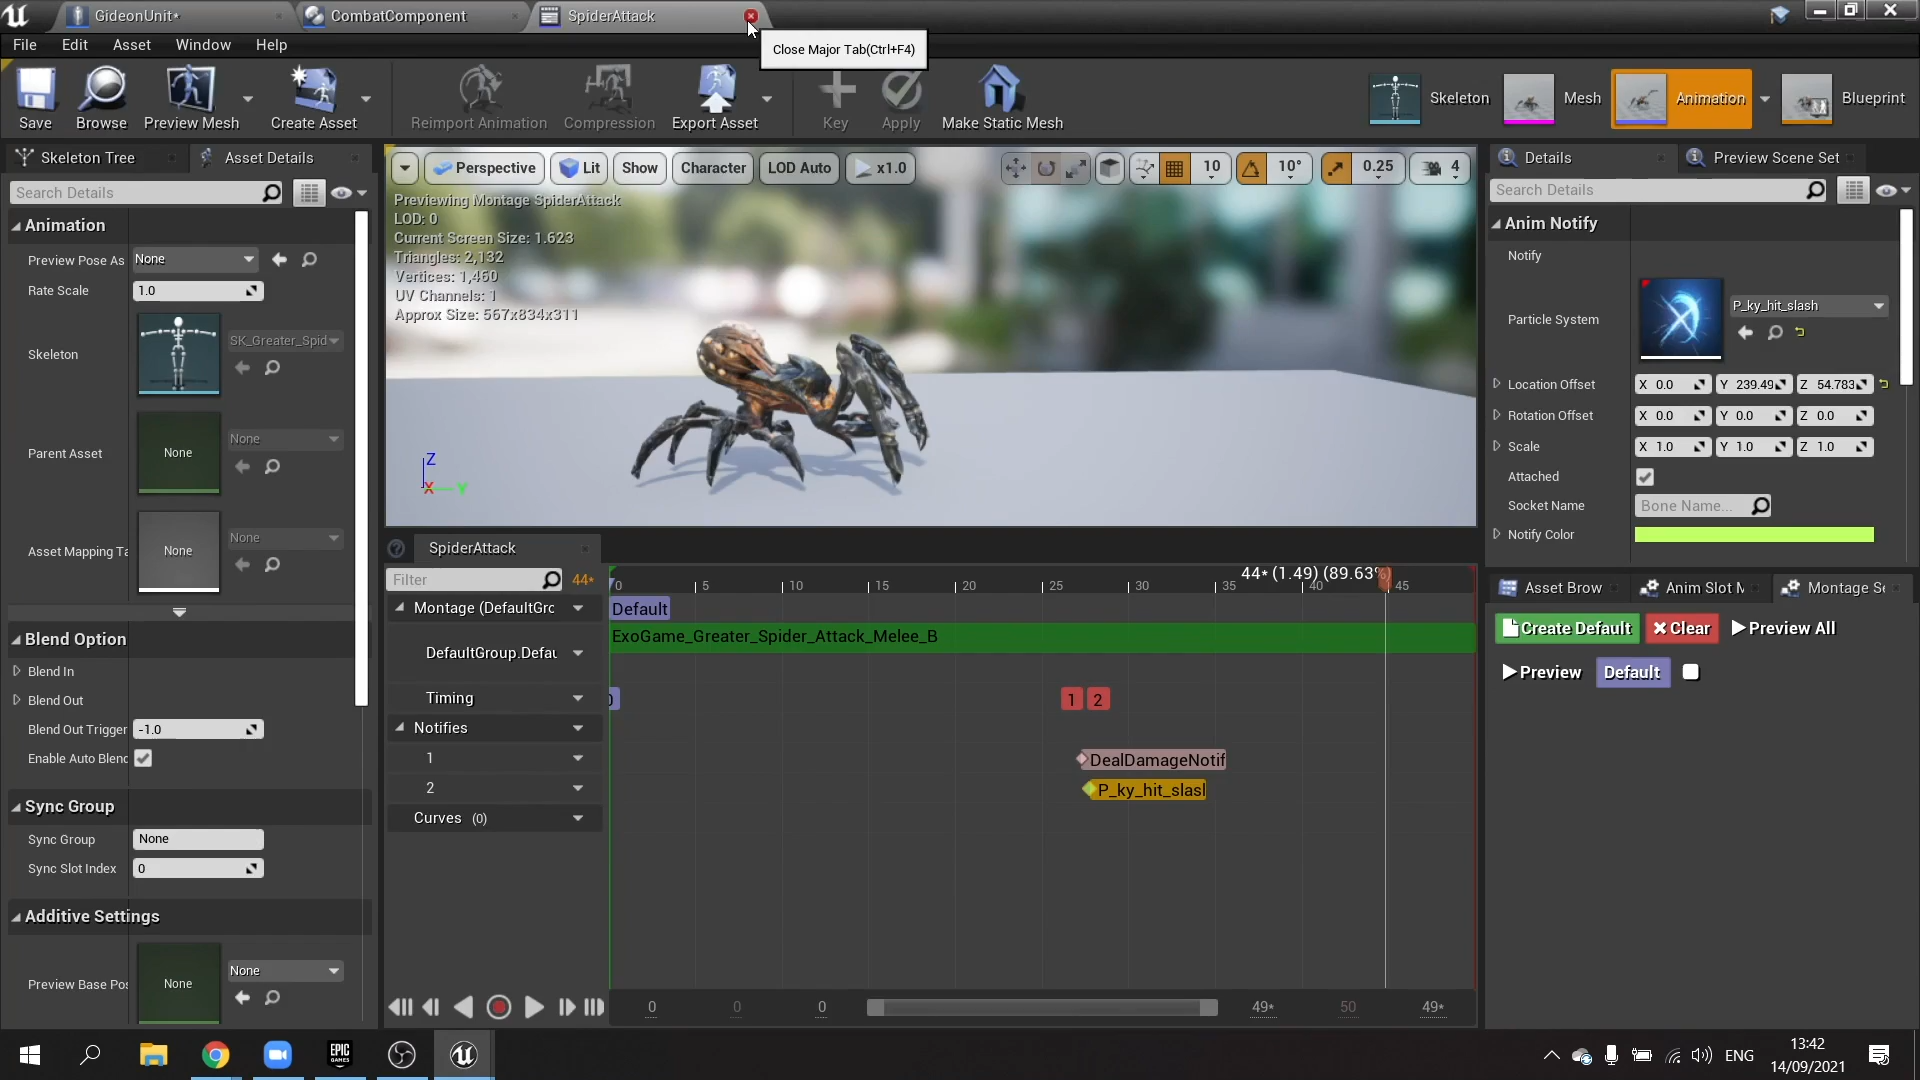 GideonUnit*
CombatComponent
SpiderAttack
Close Major Tab(Ctrl+F4)
File Edit Asset Window Help
Save
Browse
Preview Mesh
Create Asset
Reimport Animation
Compression
Export Asset
Key
Apply
Make Static Mesh
Skeleton
Mesh
Animation
Blueprint
EPIC GAMES
Skeleton Tree
Asset Details
Search Details
Animation
Preview Pose As
None
Rate Scale
1.0
Skeleton
SK_Greater_Spid
Parent Asset
None
None
Asset Mapping Ta
None
None
Blend Option
Blend In
Blend Out
Blend Out Trigger
-1.0
Enable Auto Blend
Sync Group
Sync Group
None
Sync Slot Index
0
Additive Settings
Preview Base Pos
None
None
Perspective
Lit
Show
Character
LOD Auto
x1.0
10
10°
0.25
4
Previewing Montage SpiderAttack
LOD: 0
Current Screen Size: 1.623
Triangles: 2,132
Vertices: 1,460
UV Channels: 1
Approx Size: 567x834x311
Z
X
Y
SpiderAttack
Filter
44*
0 5 10 15 20 25 30 35 40 45
44* (1.49) (89.63%)
Montage (DefaultGrc
Default
ExoGame_Greater_Spider_Attack_Melee_B
DefaultGroup.Defau
Timing
1 2
Notifies
1
DealDamageNotif
2
P_ky_hit_slasl
Curves (0)
0 0 0 49* 50 49*
Details
Preview Scene Set
Search Details
Anim Notify
Notify
Particle System
P_ky_hit_slash
Location Offset
X 0.0 Y 239.49 Z 54.783
Rotation Offset
X 0.0 Y 0.0 Z 0.0
Scale
X 1.0 Y 1.0 Z 1.0
Attached
Socket Name
Bone Name...
Notify Color
Asset Brow
Anim Slot M
Montage Se
Create Default
Clear
Preview All
Preview
Default
ENG
13:42
14/09/2021